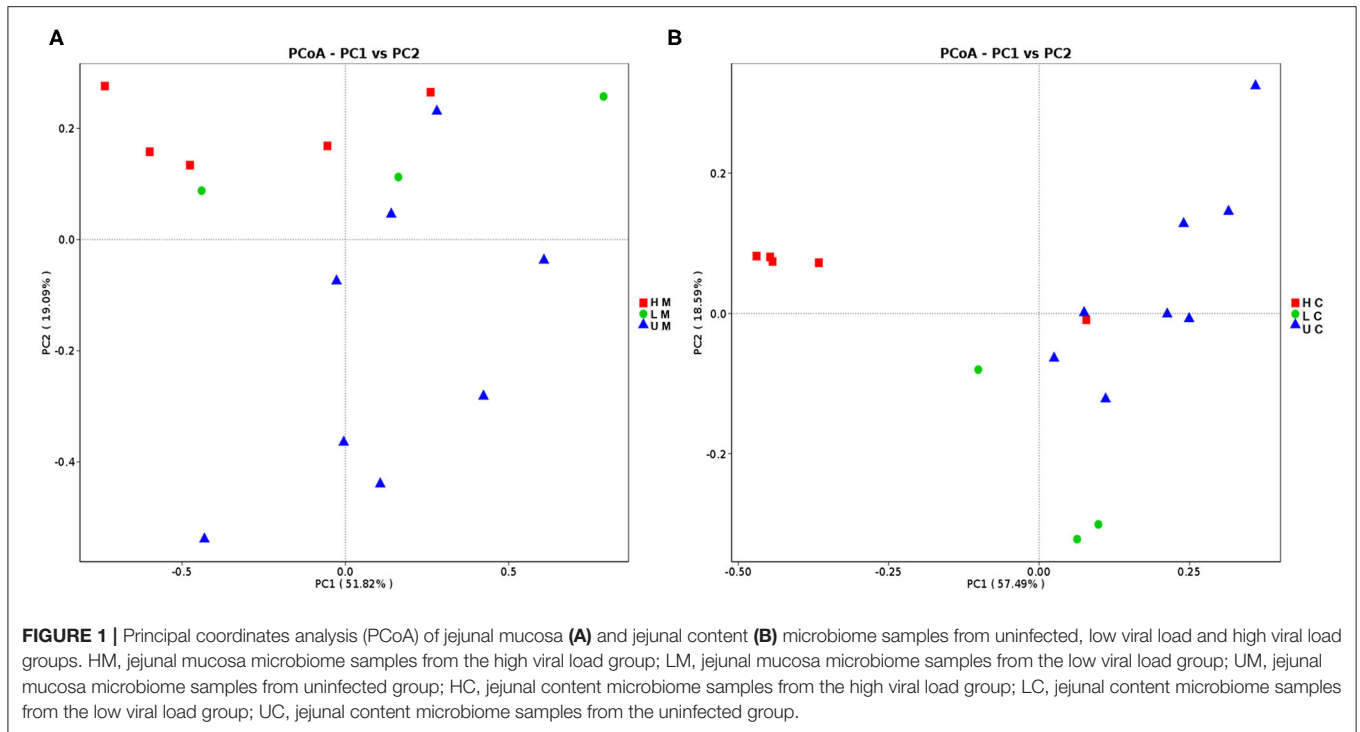 A
PCoA - PC1 vs PC2
0.2
0.0
-0.2
-0.4
PC2 ( 19.09% )
-0.5
0.0
0.5
PC1 ( 51.82% )
H M
L M
U M
B
PCoA - PC1 vs PC2
0.2
0.0
-0.2
PC2 ( 18.59% )
-0.50
-0.25
0.00
0.25
PC1 ( 57.49% )
H C
L C
U C
FIGURE 1 | Principal coordinates analysis (PCoA) of jejunal mucosa (A) and jejunal content (B) microbiome samples from uninfected, low viral load and high viral load
groups. HM, jejunal mucosa microbiome samples from the high viral load group; LM, jejunal mucosa microbiome samples from the low viral load group; UM, jejunal
mucosa microbiome samples from uninfected group; HC, jejunal content microbiome samples from the high viral load group; LC, jejunal content microbiome samples
from the low viral load group; UC, jejunal content microbiome samples from the uninfected group.